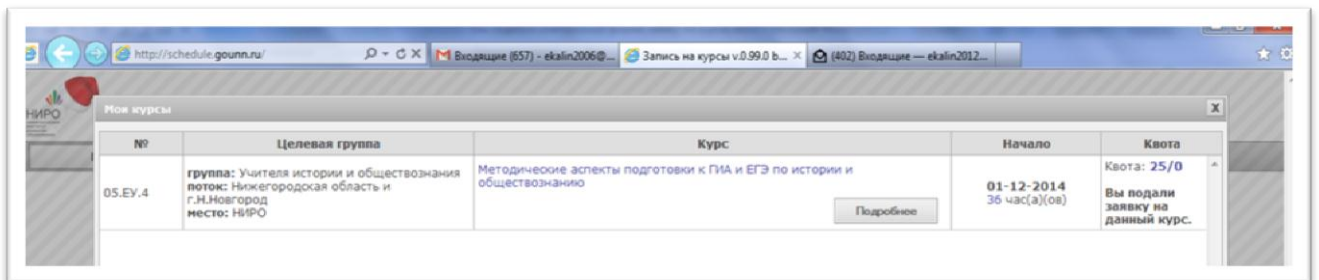 http://schedule.gounn.ru/
Входящие (657) - ekalin2006@...
Запись на курсы v.0.99.0 b...
(402) Входящие — ekalin2012...
НИРО
Мои курсы
X
№ Целевая группа Курс Начало Квота
05.ЕУ.4
группа: Учителя истории и обществознания
поток: Нижегородская область и
г.Н.Новгород
место: НИРО
Методические аспекты подготовки к ГИА и ЕГЭ по истории и
обществознанию
Подробнее
01-12-2014
36 час(а)(ов)
Квота: 25/0
Вы подали
заявку на
данный курс.